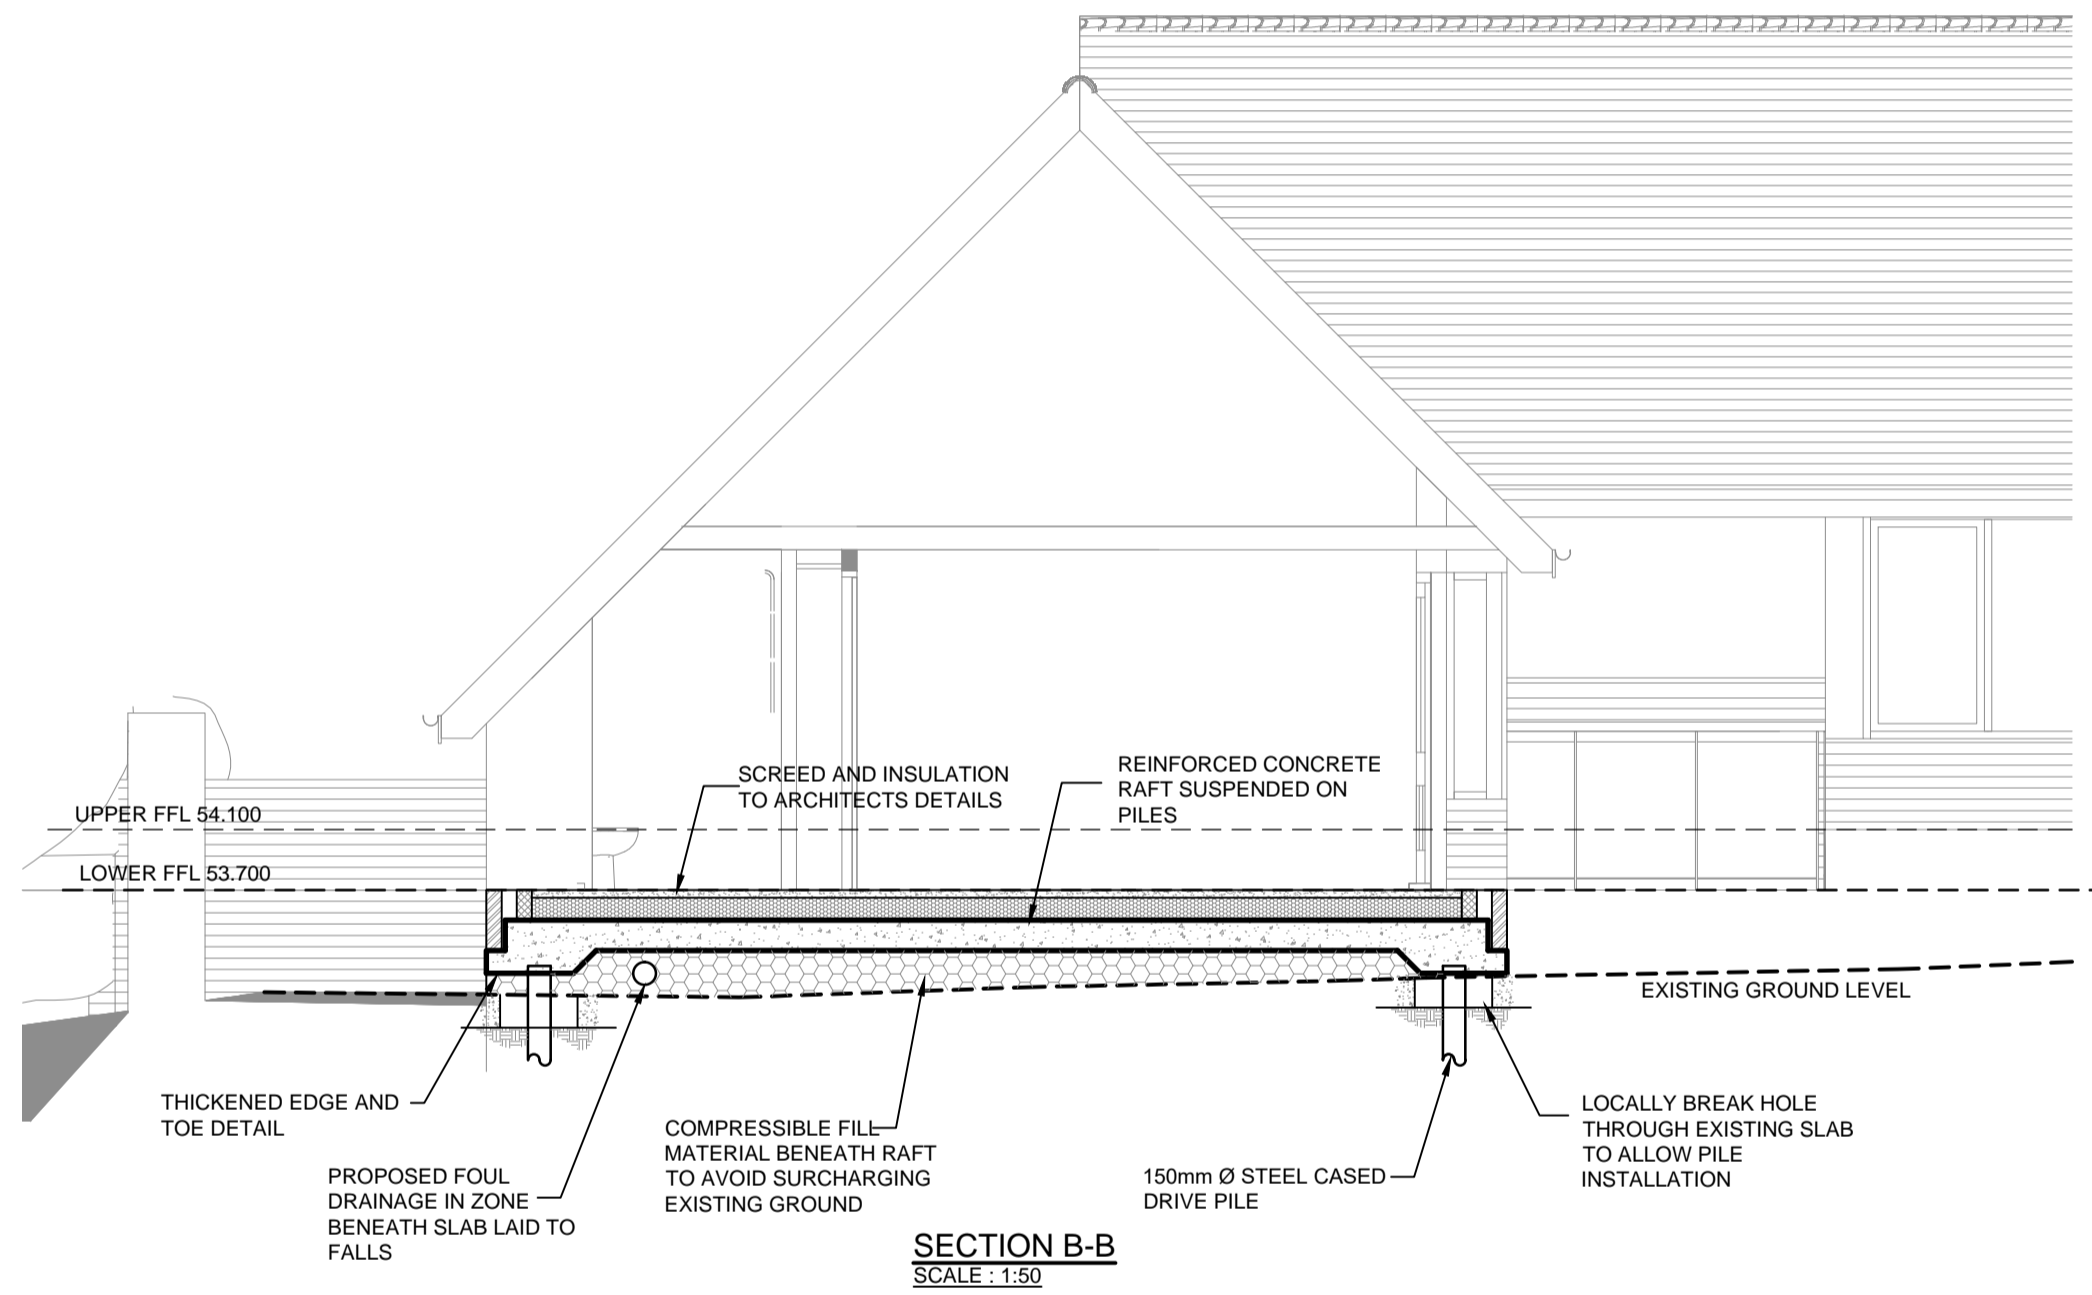 SCREED AND INSULATION
TO ARCHITECTS DETAILS
REINFORCED CONCRETE
RAFT SUSPENDED ON
PILES
UPPER FFL 54.100
LOWER FFL 53.700
EXISTING GROUND LEVEL
THICKENED EDGE AND
TOE DETAIL
PROPOSED FOUL
DRAINAGE IN ZONE
BENEATH SLAB LAID TO
FALLS
COMPRESSIBLE FILL
MATERIAL BENEATH RAFT
TO AVOID SURCHARGING
EXISTING GROUND
150mm Ø STEEL CASED
DRIVE PILE
LOCALLY BREAK HOLE
THROUGH EXISTING SLAB
TO ALLOW PILE
INSTALLATION
SECTION B-B
SCALE : 1:50